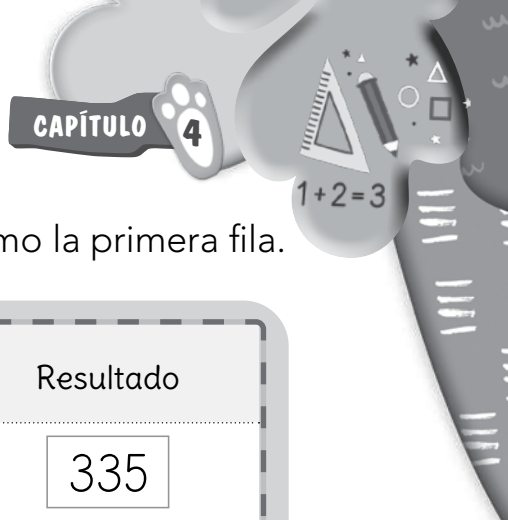 CAPÍTULO 4
1+2=3
mo la primera fila.
Resultado
335